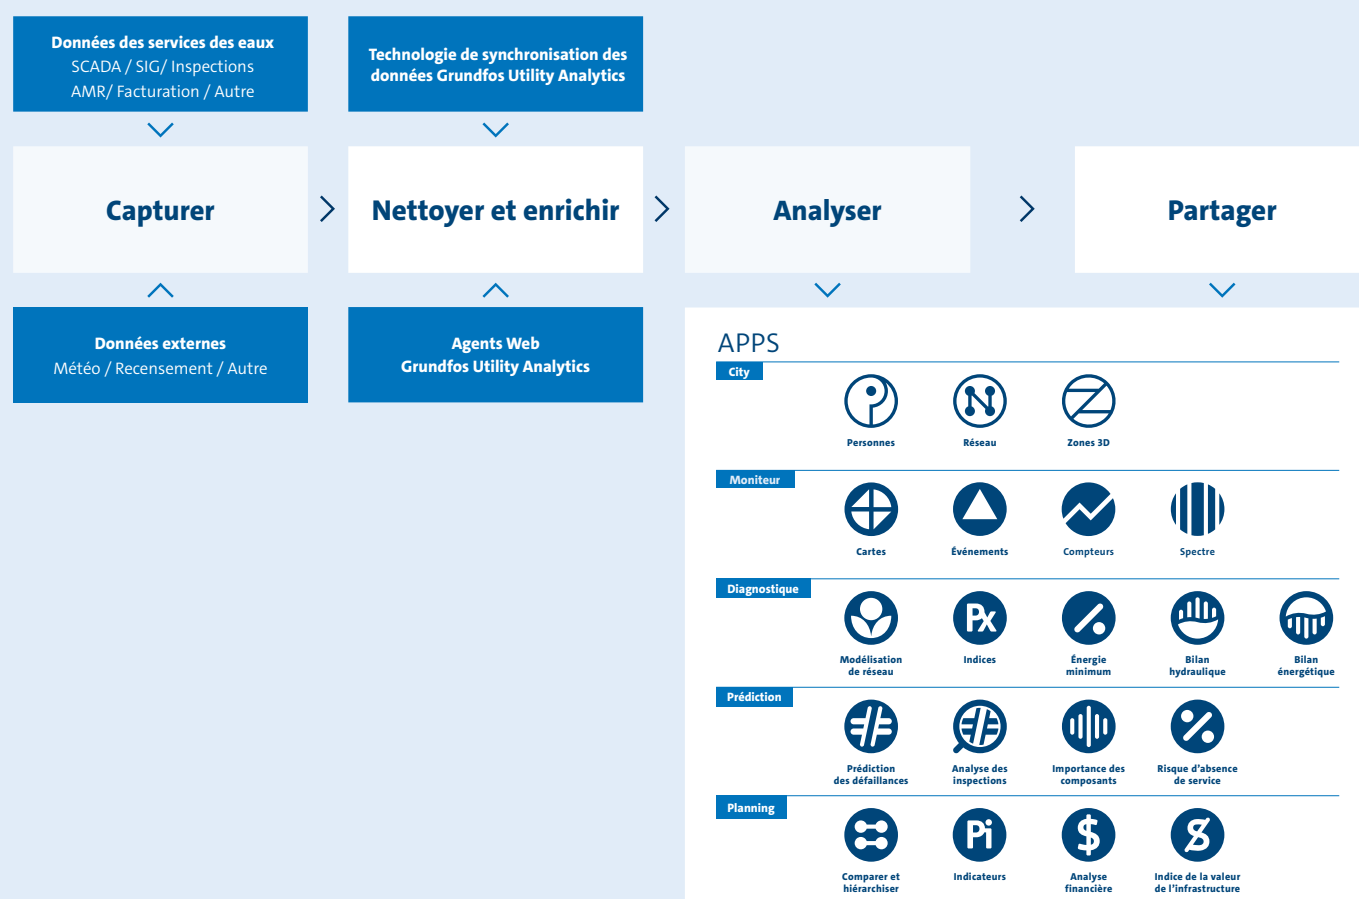 Données des services des eaux
SCADA / SIG/ Inspections
AMR/ Facturation / Autre
Technologie de synchronisation des
données Grundfos Utility Analytics
Capturer
Nettoyer et enrichir
Analyser
Partager
Données externes
Météo / Recensement / Autre
Agents Web
Grundfos Utility Analytics
APPS
City
Personnes
Réseau
Zones 3D
Moniteur
Cartes
Événements
Compteurs
Spectre
Diagnostique
Px
Modélisation
de réseau
Indices
Énergie
minimum
Bilan
hydraulique
Bilan
énergétique
Prédiction
Prédiction
des défaillances
Analyse des
inspections
Importance des
composants
Risque d’absence
de service
Planning
Pi
$
Comparer et
hiérarchiser
Indicateurs
Analyse
financière
Indice de la valeur
de l’infrastructure